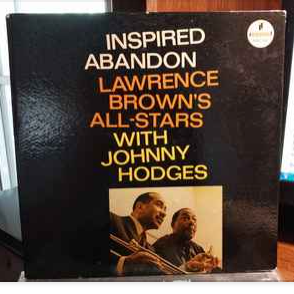 INSPIRED
ABANDON
LAWRENCE
BROWN'S
ALL-STARS
WITH
JOHNNY
HODGES